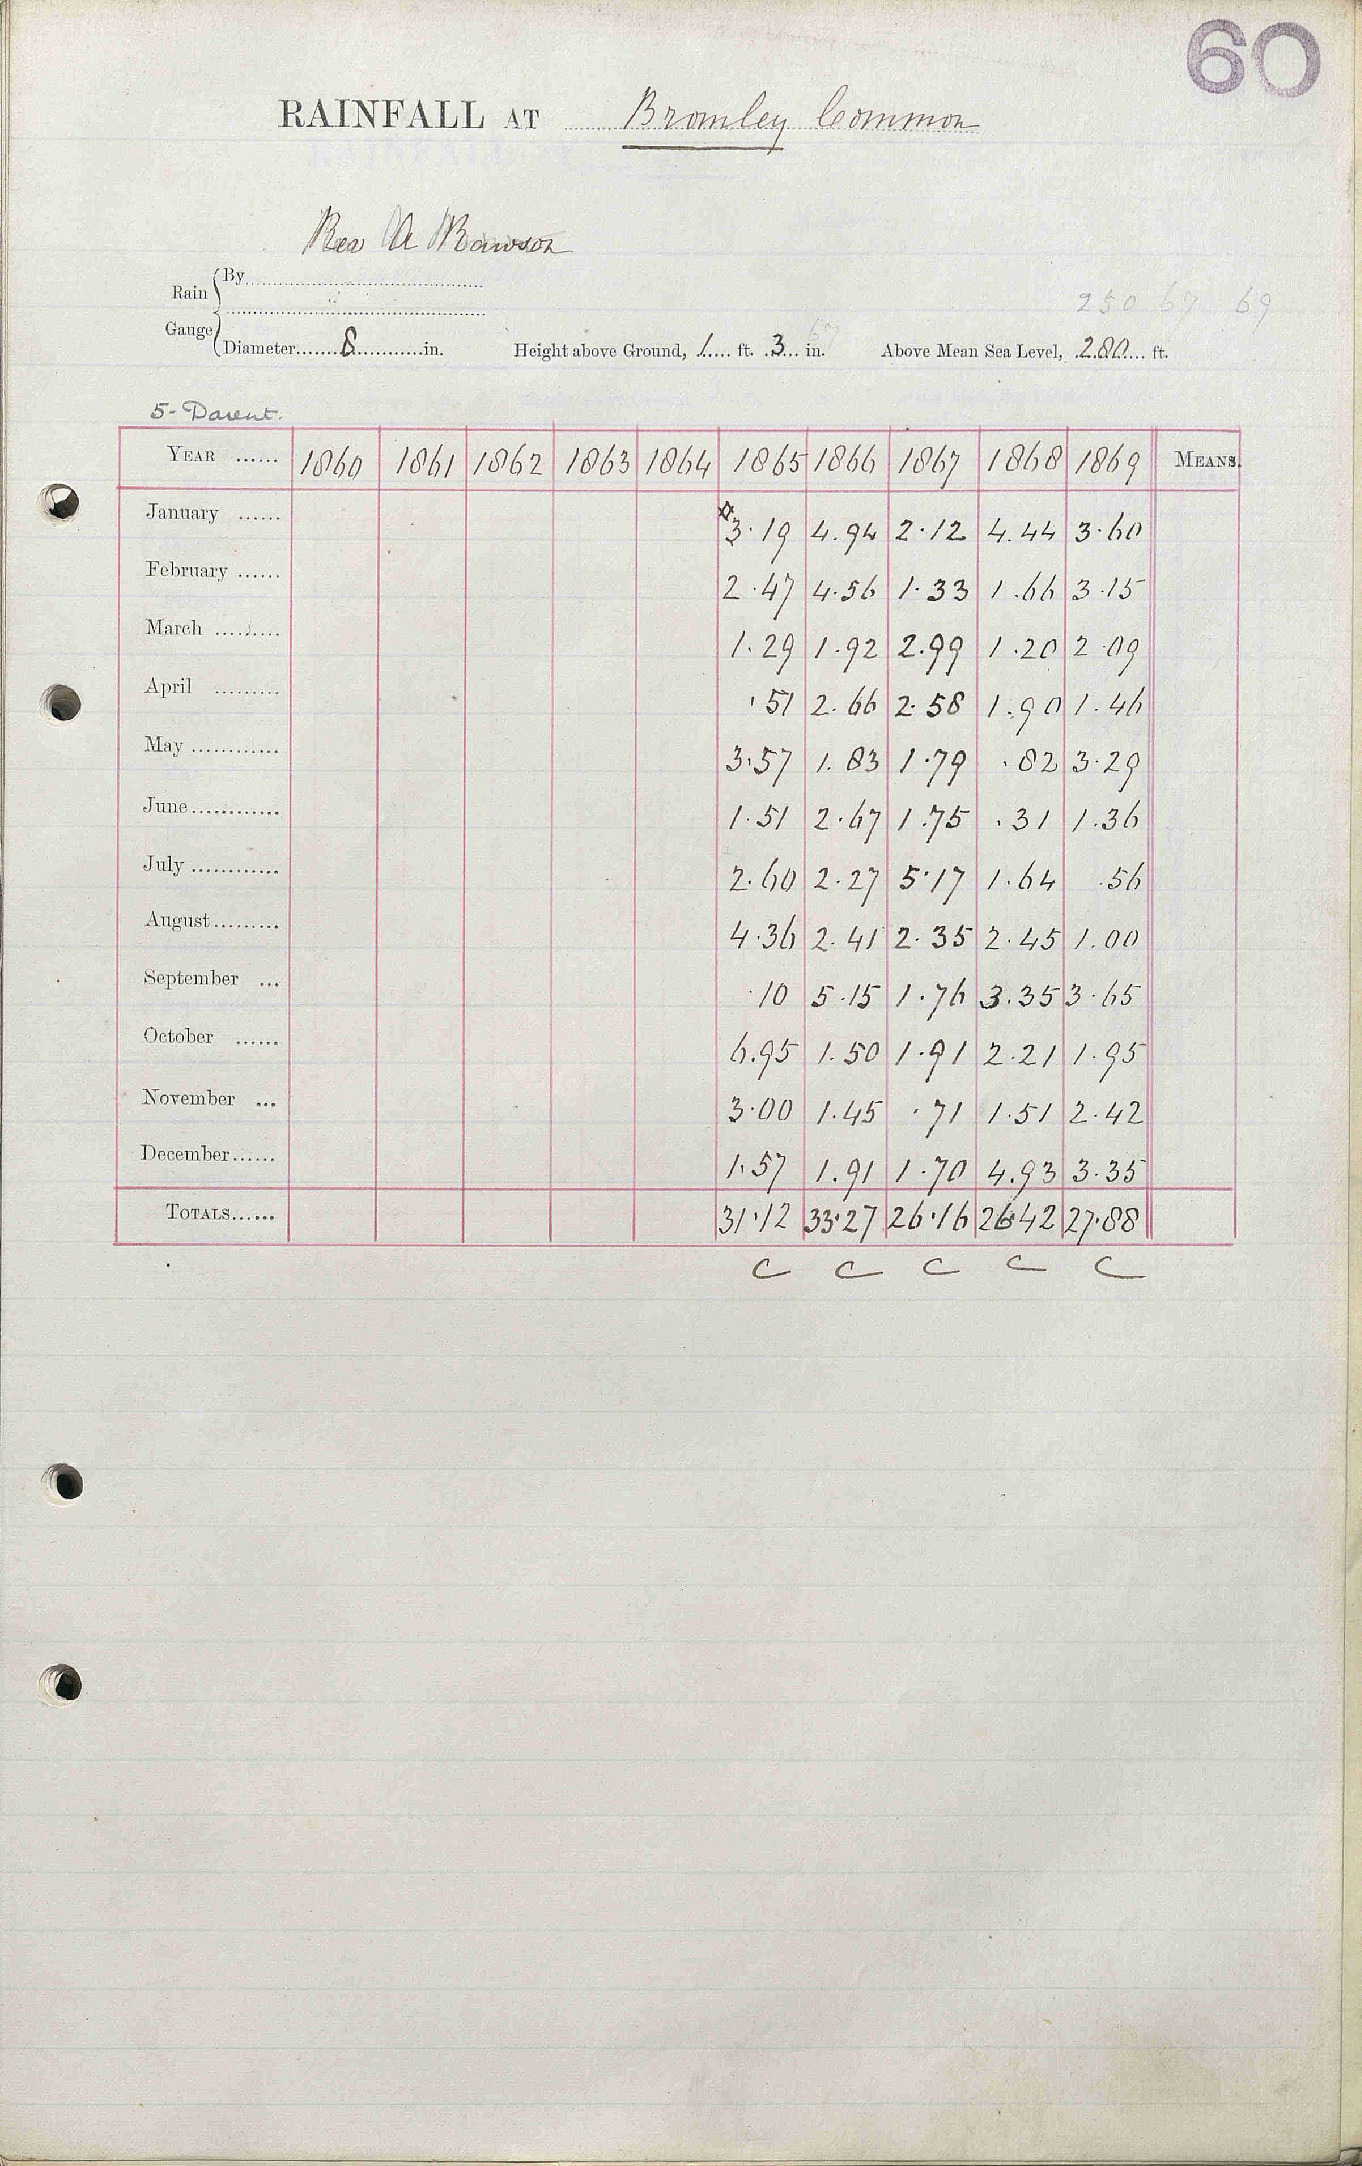 60
RAINFALL AT Bromley Common
Rev A Rawson
Rain Gauge { By
Diameter 8 in. Height above Ground, 1 ft. 3 in. Above Mean Sea Level, 280 ft.
250 67 69
67
5- Darent.
YEAR ...... 1860 1861 1862 1863 1864 1865 1866 1867 1868 1869 MEANS.
January ...... 3.19 4.94 2.12 4.44 3.60
February ...... 2.47 4.56 1.33 1.66 3.15
March ......... 1.29 1.92 2.99 1.20 2.09
April ......... .51 2.66 2.58 1.90 1.46
May ............ 3.57 1.83 1.79 .82 3.29
June ............ 1.51 2.67 1.75 .31 1.36
July ............ 2.60 2.27 5.17 1.64 .56
August ......... 4.36 2.41 2.35 2.45 1.00
September ... .10 5.15 1.76 3.35 3.65
October ...... 6.95 1.50 1.91 2.21 1.95
November ... 3.00 1.45 .71 1.51 2.42
December ...... 1.57 1.91 1.70 4.93 3.35
TOTALS ...... 31.12 33.27 26.16 26.42 27.88
C C C C C